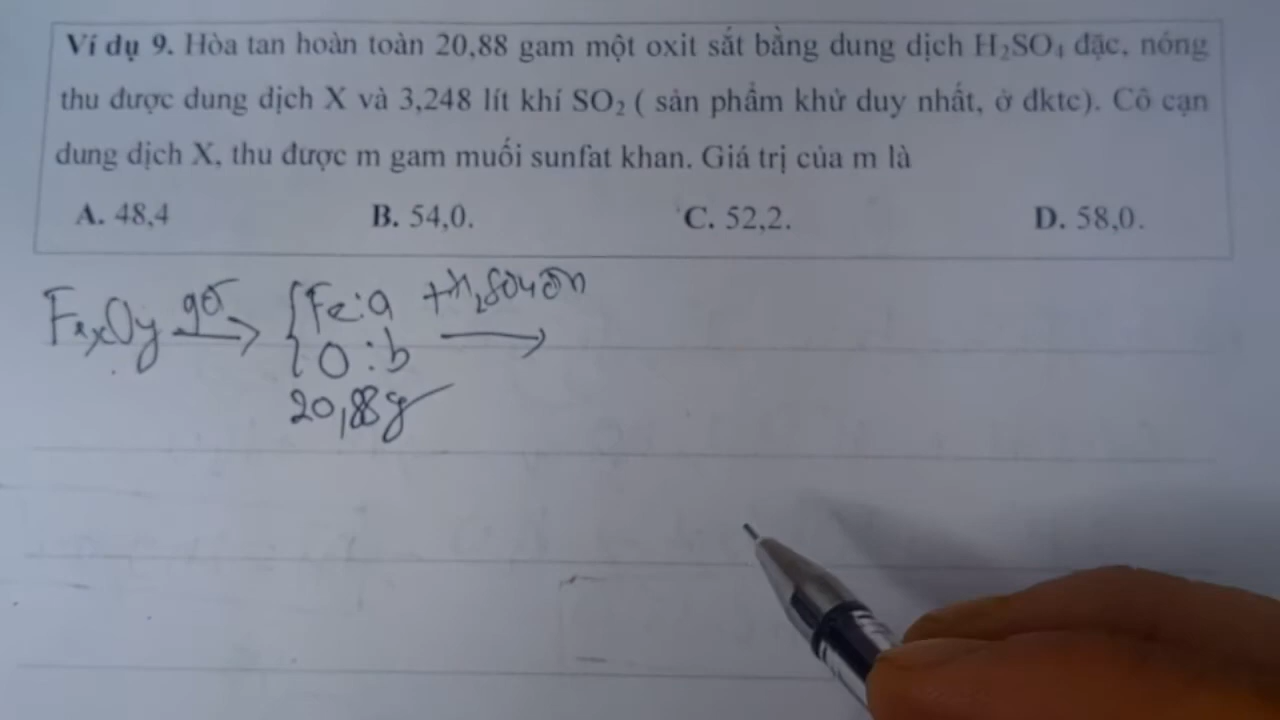 Ví dụ 9. Hòa tan hoàn toàn 20,88 gam một oxit sắt bằng dung dịch H₂SO₄ đặc, nóng
thu được dung dịch X và 3,248 lít khí SO₂ ( sản phẩm khử duy nhất, ở đktc). Cô cạn
dung dịch X, thu được m gam muối sunfat khan. Giá trị của m là
A. 48,4 B. 54,0. C. 52,2. D. 58,0.
FexOy qđ → { Fe: a + H₂SO₄ đn →
O : b
20,88g